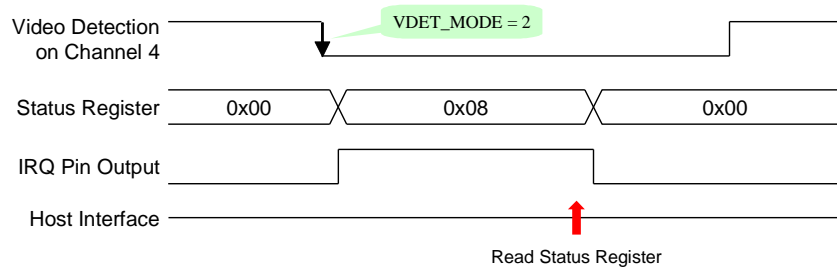 Video Detection
on Channel 4
VDET_MODE = 2
Status Register
0x00
0x08
0x00
IRQ Pin Output
Host Interface
Read Status Register